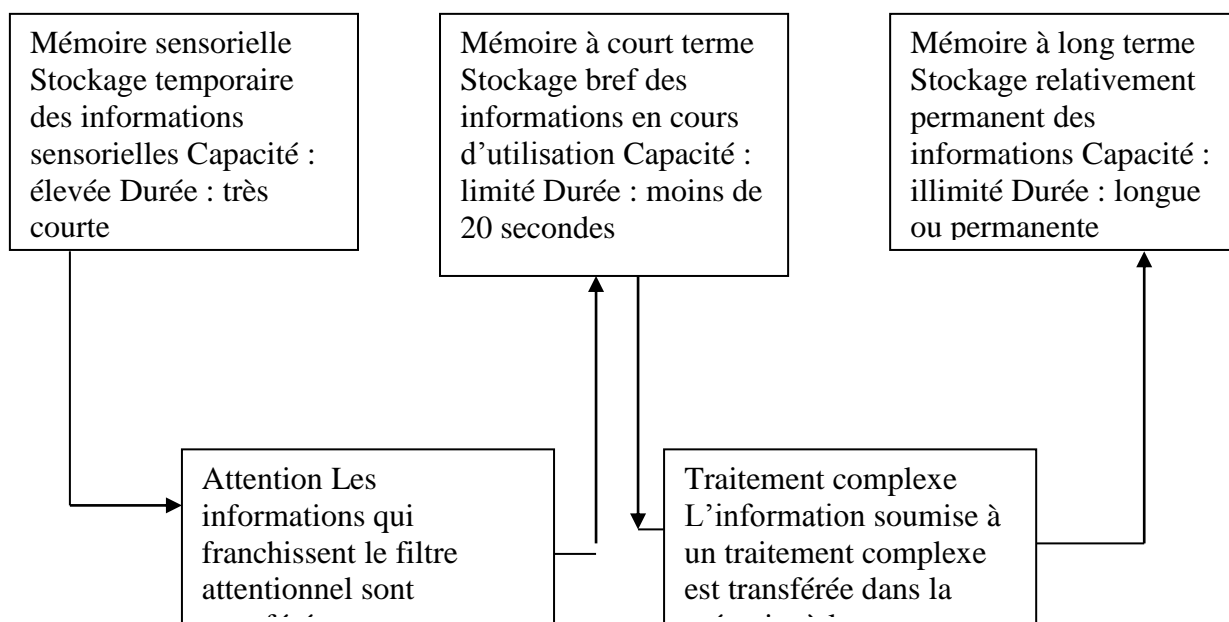 Mémoire sensorielle
Stockage temporaire
des informations
sensorielles Capacité :
élevée Durée : très
courte
Mémoire à court terme
Stockage bref des
informations en cours
d’utilisation Capacité :
limité Durée : moins de
20 secondes
Mémoire à long terme
Stockage relativement
permanent des
informations Capacité :
illimité Durée : longue
ou permanente
Attention Les
informations qui
franchissent le filtre
attentionnel sont
Traitement complexe
L’information soumise à
un traitement complexe
est transférée dans la